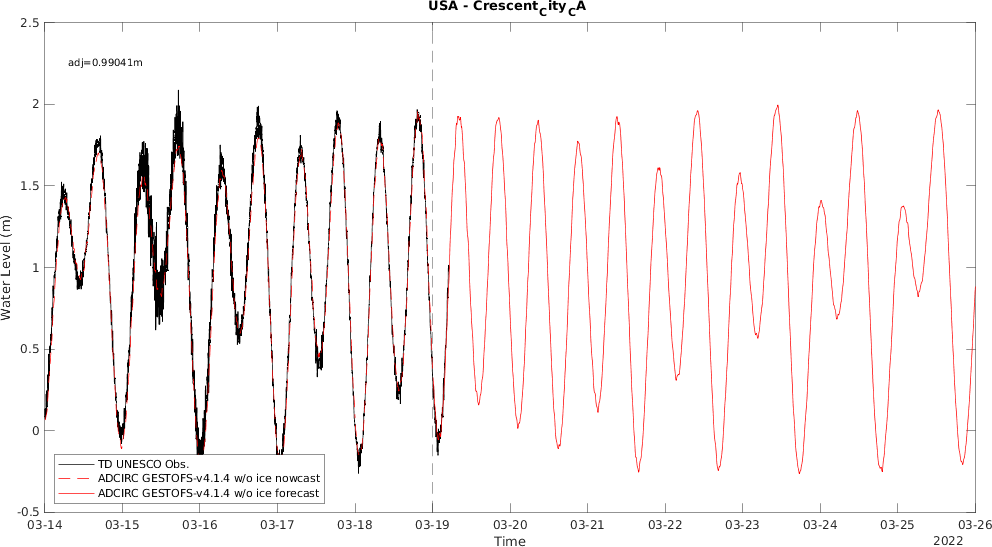 USA - Crescent_City_CA
adj=0.99041m
2.5
2
1.5
1
0.5
0
-0.5
Water Level (m)
TD UNESCO Obs.
ADCIRC GESTOFS-v4.1.4 w/o ice nowcast
ADCIRC GESTOFS-v4.1.4 w/o ice forecast
03-14 03-15 03-16 03-17 03-18 03-19 03-20 03-21 03-22 03-23 03-24 03-25 03-26
Time
2022